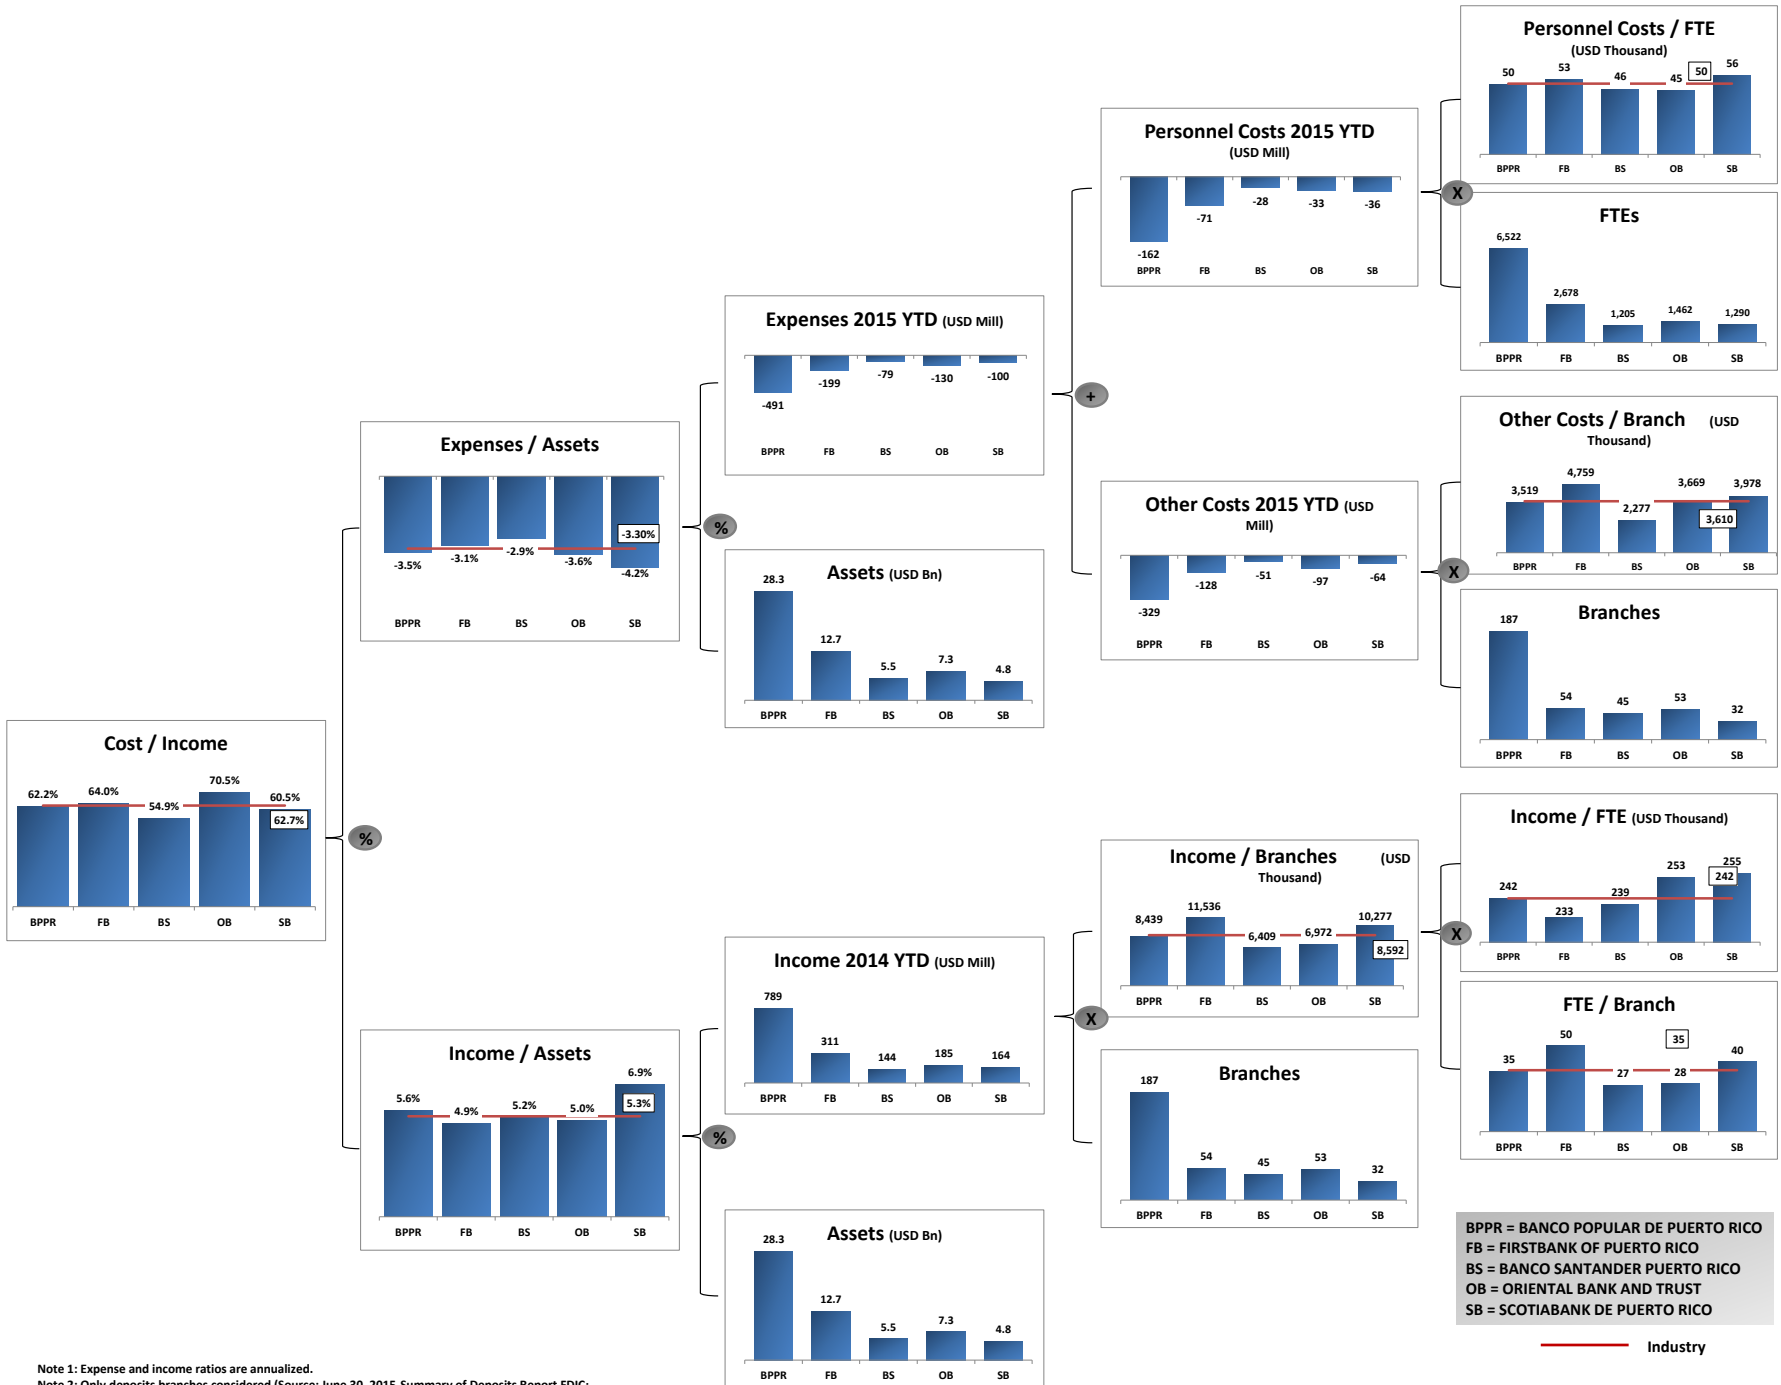 Personnel Costs / FTE
(USD Thousand)
50 53 46 45 50 56
BPPR FB BS OB SB
Personnel Costs 2015 YTD
(USD Mill)
-162 -71 -28 -33 -36
BPPR FB BS OB SB
X
FTEs
6,522 2,678 1,205 1,462 1,290
BPPR FB BS OB SB
Expenses 2015 YTD (USD Mill)
-491 -199 -79 -130 -100
BPPR FB BS OB SB
+
Other Costs / Branch (USD
Thousand)
3,519 4,759 2,277 3,669 3,978
3,610
BPPR FB BS OB SB
Expenses / Assets
-3.30%
-3.5% -3.1% -2.9% -3.6% -4.2%
BPPR FB BS OB SB
%
Other Costs 2015 YTD (USD
Mill)
-329 -128 -51 -97 -64
BPPR FB BS OB SB
X
Assets (USD Bn)
28.3 12.7 5.5 7.3 4.8
BPPR FB BS OB SB
Branches
187 54 45 53 32
BPPR FB BS OB SB
Cost / Income
62.2% 64.0% 54.9% 70.5% 60.5%
62.7%
BPPR FB BS OB SB
%
Income / FTE (USD Thousand)
242 233 239 253 255
242
BPPR FB BS OB SB
Income / Branches (USD
Thousand)
8,439 11,536 6,409 6,972 10,277
8,592
BPPR FB BS OB SB
X
Income 2014 YTD (USD Mill)
789 311 144 185 164
BPPR FB BS OB SB
X
FTE / Branch
35 50 27 28 35 40
BPPR FB BS OB SB
Income / Assets
5.6% 4.9% 5.2% 5.0% 6.9%
5.3%
BPPR FB BS OB SB
%
Branches
187 54 45 53 32
BPPR FB BS OB SB
Assets (USD Bn)
28.3 12.7 5.5 7.3 4.8
BPPR FB BS OB SB
BPPR = BANCO POPULAR DE PUERTO RICO
FB = FIRSTBANK OF PUERTO RICO
BS = BANCO SANTANDER PUERTO RICO
OB = ORIENTAL BANK AND TRUST
SB = SCOTIABANK DE PUERTO RICO
Industry
Note 1: Expense and income ratios are annualized.
Note 2: Only deposits branches considered (Source: June 30, 2015 Summary of Deposits Report FDIC;